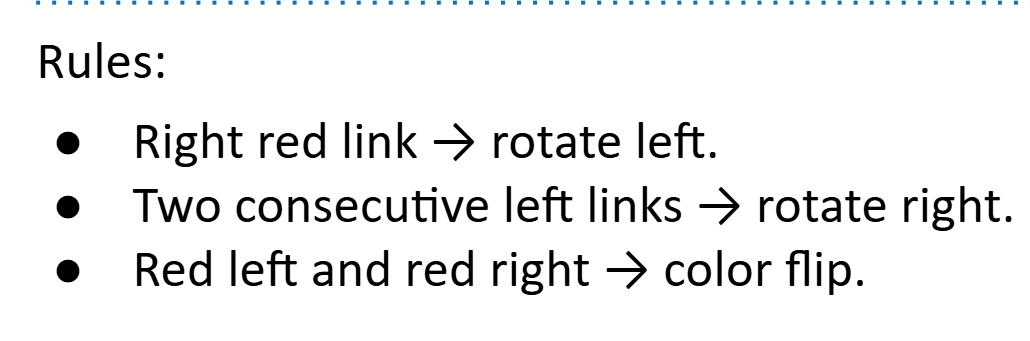 Rules:
● Right red link → rotate left.
● Two consecutive left links → rotate right.
● Red left and red right → color flip.